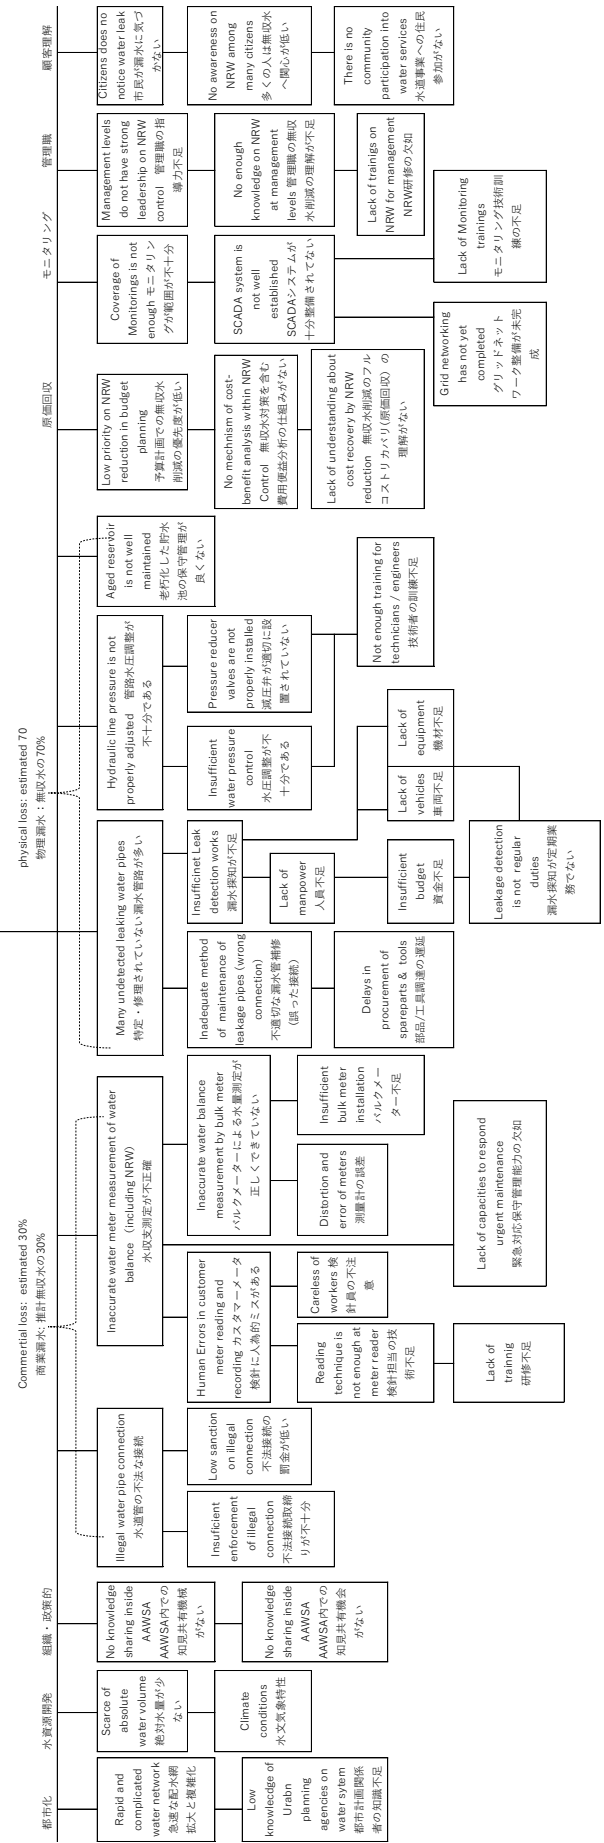 都市化
水資源開発
組織・政策的
Commertial loss: estimated 30%
商業漏水: 推計無収水の30%
physical loss: estimated 70
物理漏水：無収水の70%
原価回収
モニタリング
管理職
顧客理解
Rapid and
complicated
water network
急速な配水網
拡大と複雑化
Low
knowlecdge of
Urabn planning
agencies on
water sytem
都市計画関係
者の知識不足
Scarce of
absolute
water volume
絶対水量が少
ない
Climate
conditions
水文気象特性
No knowledge
sharing inside
AAWSA
AAWSA内での
知見共有機械
がない
No knowledge
sharing inside
AAWSA
AAWSA内での
知見共有機会
がない
Illegal water pipe connection
水道管の不法な接続
Insufficient
enforcement
of illegal
connection
不法接続取締
りが不十分
Low sanction
on illegal
connection
不法接続の
罰金が低い
Inaccurate water meter measurement of water
balance（including NRW)
水収支測定が不正確
Human Errors in customer
meter reading and
recording カスタマーメータ
検針に人為的ミスがある
Reading
technique is
not enough at
meter reader
検針担当の技
術不足
Lack of
trainnig
研修不足
Careless of
workers 検
針員の不注
意
Inaccurate water balance
measurement by bulk meter
バルクメーターによる水量測定が
正しくできていない
Distortion and
error of meters
測量計の誤差
Insufficient
bulk meter
installation
バルクメー
ター不足
Lack of capacities to respond
urgent maintenance
緊急対応保守管理能力の欠如
Many undetected leaking water pipes
特定・修理されていない漏水管路が多い
Inadequate method
of maintenance of
leakage pipes (wrong
connection)
不適切な漏水管補修
(誤った接続)
Delays in
procurement of
spareparts & tools
部品/工具調達の遅延
Insufficinet Leak
detection works
漏水探知が不足
Lack of
manpower
人員不足
Insufficient
budget
資金不足
Lack of
vehicles
車両不足
Lack of
equipment
機材不足
Leakage detection
is not regular
duties
漏水探知が定期業
務でない
Hydraulic line pressure is not
properly adjusted　管路水圧調整が
不十分である
Insufficient
water pressure
control
水圧調整が不
十分である
Pressure reducer
valves are not
properly installed
減圧弁が適切に設
置されていない
Not enough training for
technicians / engineers
技術者の訓練不足
Aged reservoir
is not well
maintained
老朽化した貯水
池の保守管理が
良くない
Low priority on NRW
reduction in budget
planning
予算計画での無収水
削減の優先度が低い
No mechnism of cost-
benefit analysis within NRW
Control　無収水対策を含む
費用便益分析の仕組みがない
Lack of understanding about
cost recovery by NRW
reduction　無収水削減のフル
コストリカバリ(原価回収）の
理解がない
Coverage of
Monitorings is not
enough モニタリン
グが範囲が不十分
SCADA system is
not well
established
SCADAシステムが
十分整備されてない
Grid networking
has not yet
completed
グリッドネット
ワーク整備が未完
成
Lack of Monitoring
trainings
モニタリング技術訓
練の不足
Management levels
do not have strong
leadership on NRW
control　管理職の指
導力不足
No enough
knowledge on NRW
at management
levels 管理職の無収
水削減の理解が不足
Lack of trainigs on
NRW for management
NRW研修の欠如
Citizens does no
notice water leak
市民が漏水に気づ
かない
No awareness on
NRW among
many citizens
多くの人は無収水
へ関心が低い
There is no
community
participation into
water services
水道事業への住民
参加がない